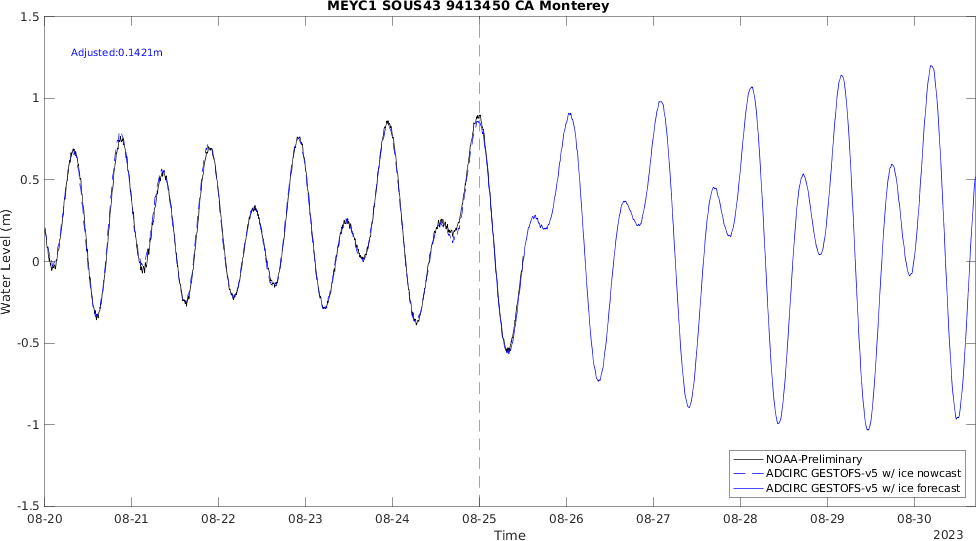 MEYC1 SOUS43 9413450 CA Monterey
1.5
Adjusted:0.1421m
1
0.5
0
-0.5
-1
-1.5
Water Level (m)
NOAA-Preliminary
ADCIRC GESTOFS-v5 w/ ice nowcast
ADCIRC GESTOFS-v5 w/ ice forecast
08-20 08-21 08-22 08-23 08-24 08-25 08-26 08-27 08-28 08-29 08-30
Time
2023